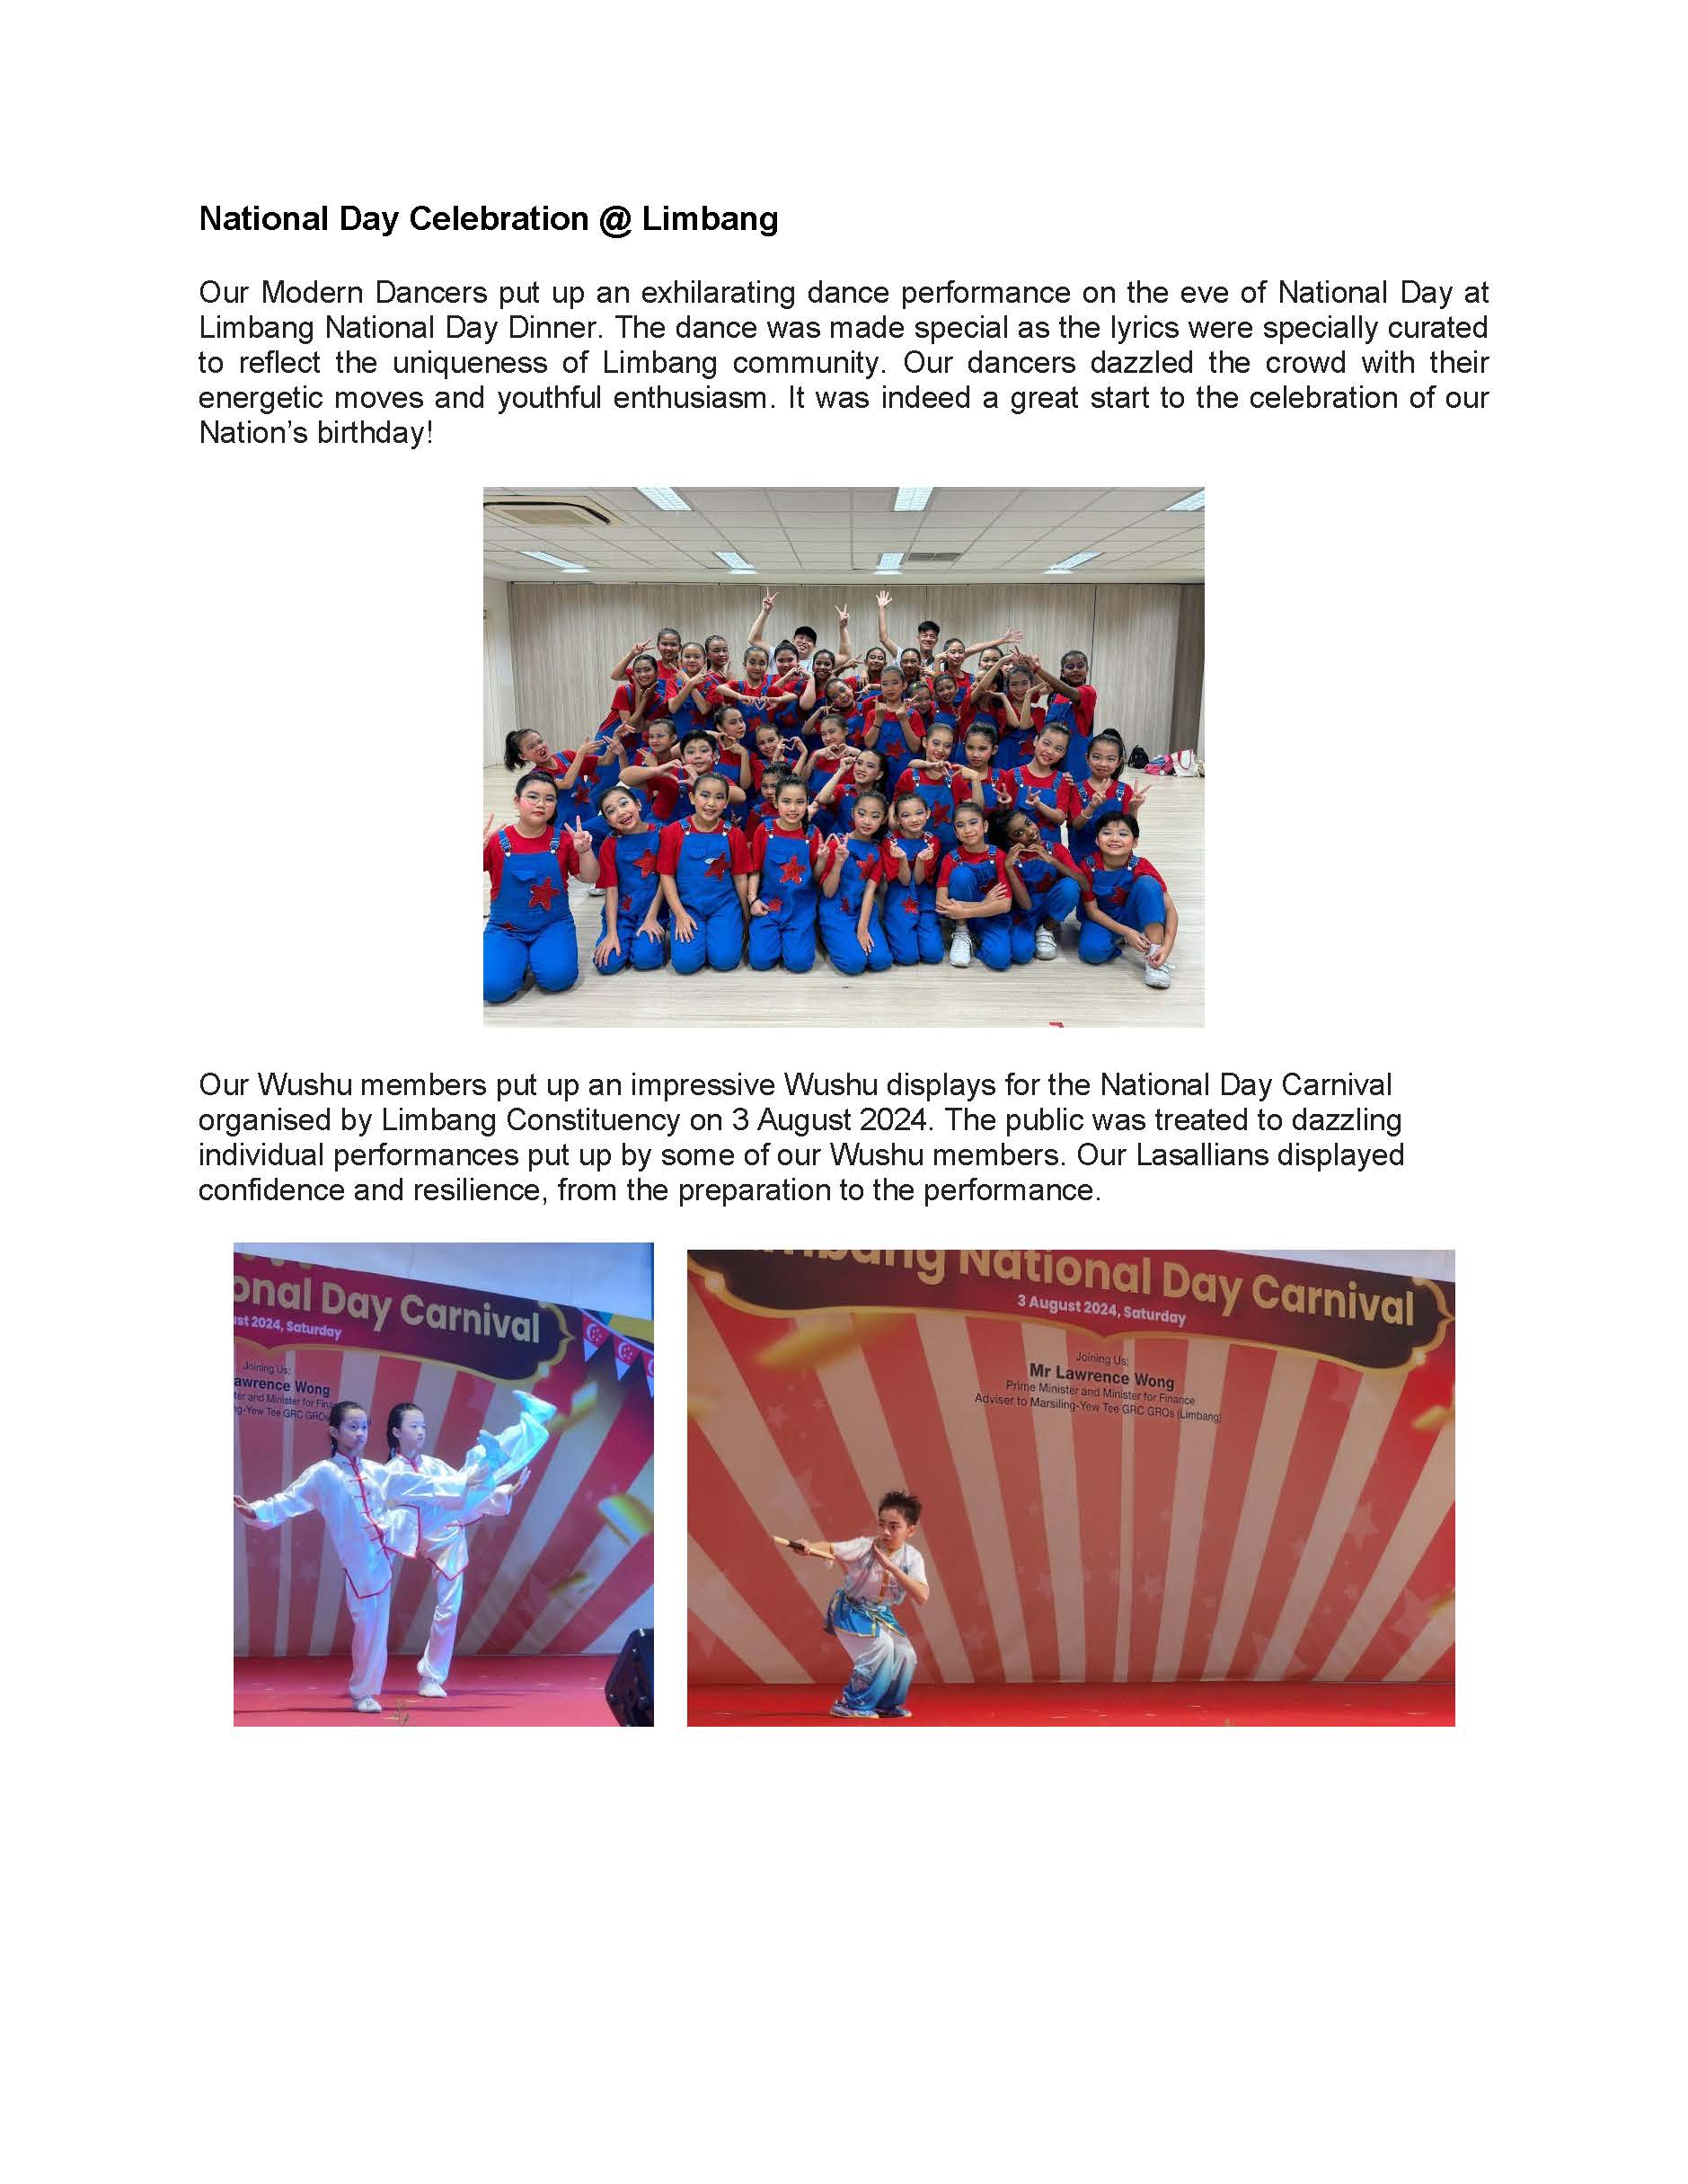 National Day Celebration @ Limbang
Our Modern Dancers put up an exhilarating dance performance on the eve of National Day at
Limbang National Day Dinner. The dance was made special as the lyrics were specially curated
to reflect the uniqueness of Limbang community. Our dancers dazzled the crowd with their
energetic moves and youthful enthusiasm. It was indeed a great start to the celebration of our
Nation's birthday!
Our Wushu members put up an impressive Wushu displays for the National Day Carnival
organised by Limbang Constituency on 3 August 2024. The public was treated to dazzling
individual performances put up by some of our Wushu members. Our Lasallians displayed
confidence and resilience, from the preparation to the performance.
onal Day Carnival
st 2024, Saturday
Joining Us:
awrence Wong
ter and Minister for Fina
ng-Yew Tee GRC GROs
mbang National Day Carnival
3 August 2024, Saturday
Joining Us:
Mr Lawrence Wong
Prime Minister and Minister for Finance
Adviser to Marsiling-Yew Tee GRC GROs (Limbang)